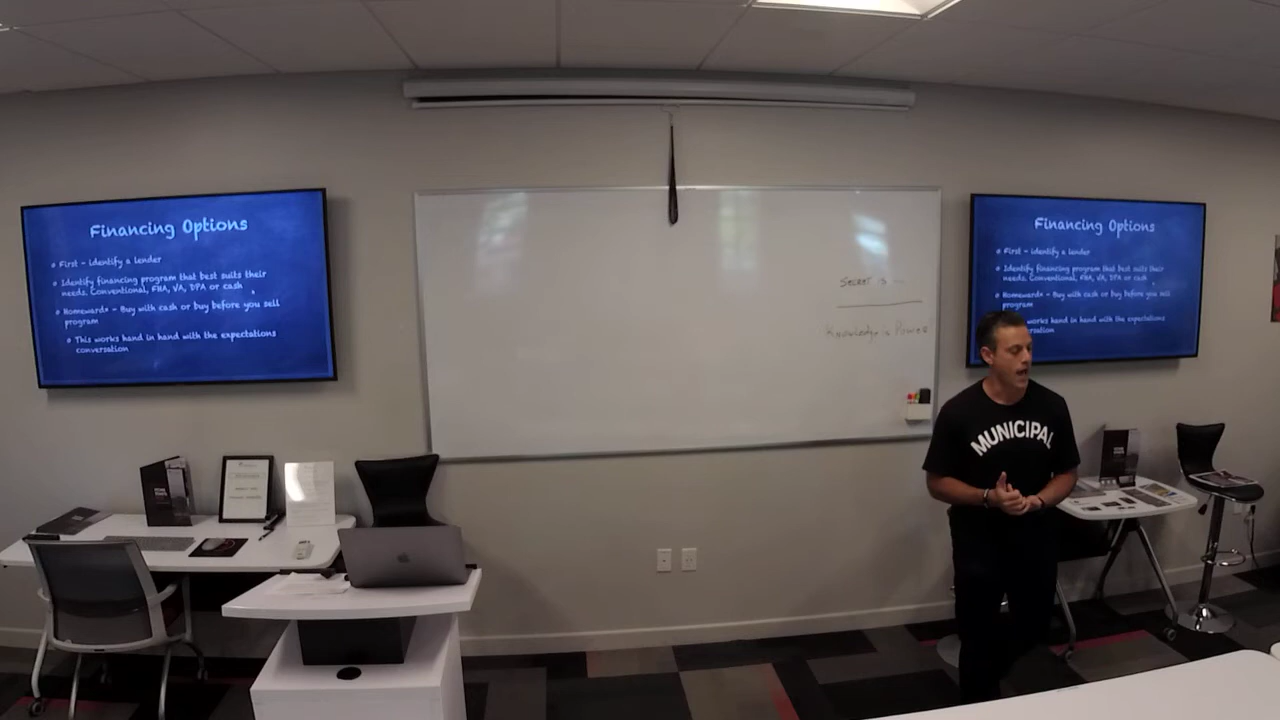 Financing Options
First - identify a lender
Identify financing program that best suits their
needs. Conventional, FHA, VA, DPA or cash
Homeward - Buy with cash or buy before you sell
program
This works hand in hand with the expectations
conversation
Secret is
Knowledge is Power
Financing Options
First - identify a lender
Identify financing program that best suits their
needs. Conventional, FHA, VA, DPA or cash
Homeward - Buy with cash or buy before you sell
program
works hand in hand with the expectations
MUNICIPAL